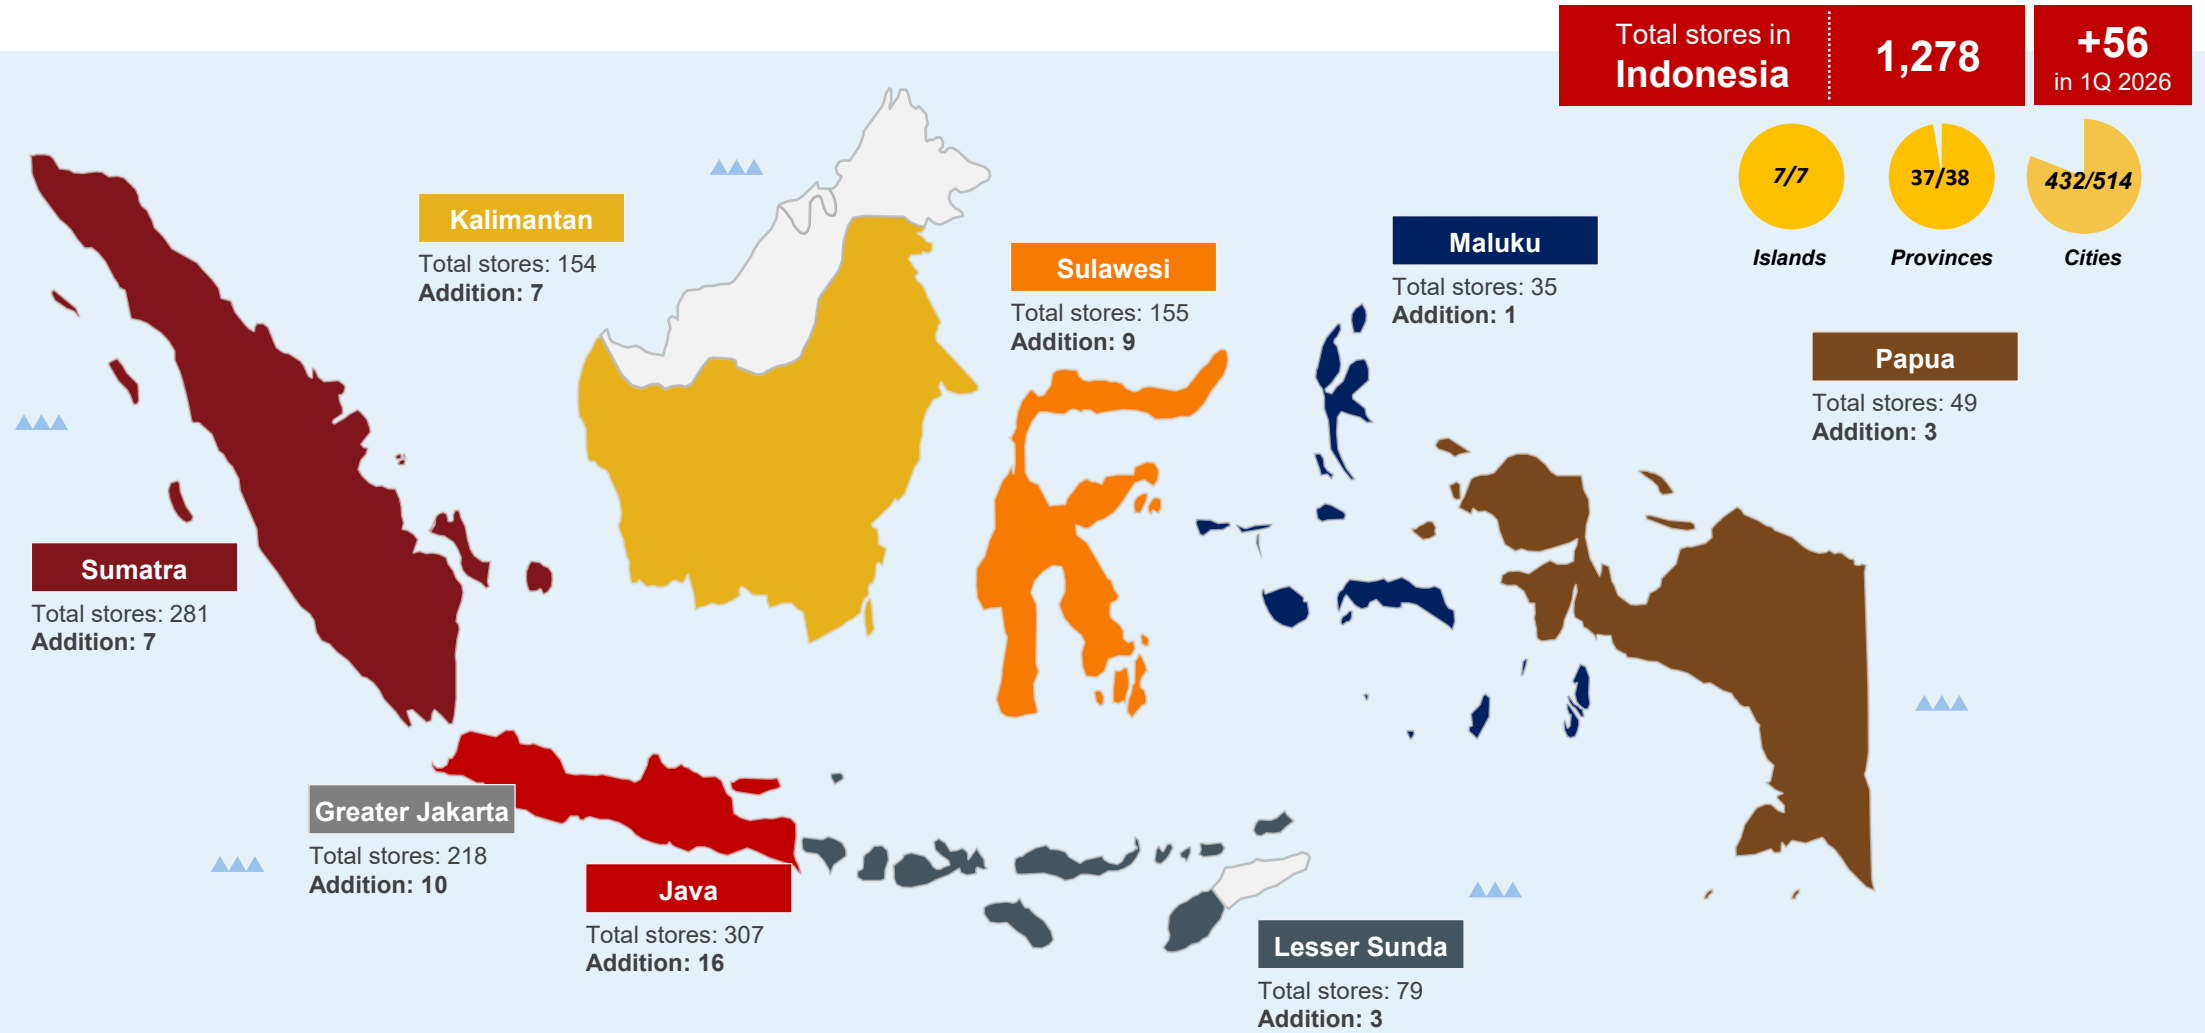 Total stores in
Indonesia
1,278
+56
in 1Q 2026
7/7
37/38
432/514
Islands
Provinces
Cities
Kalimantan
Total stores: 154
Addition: 7
Sulawesi
Total stores: 155
Addition: 9
Maluku
Total stores: 35
Addition: 1
Papua
Total stores: 49
Addition: 3
Sumatra
Total stores: 281
Addition: 7
Greater Jakarta
Total stores: 218
Addition: 10
Java
Total stores: 307
Addition: 16
Lesser Sunda
Total stores: 79
Addition: 3